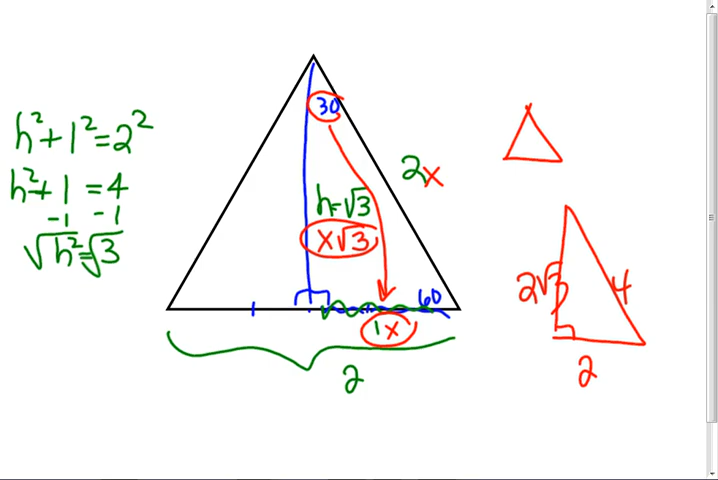 h²+1²=2²
h²+1=4
-1 -1
√h²=√3
30
2x
h=√3
x√3
60
1x
2
2√3
4
2